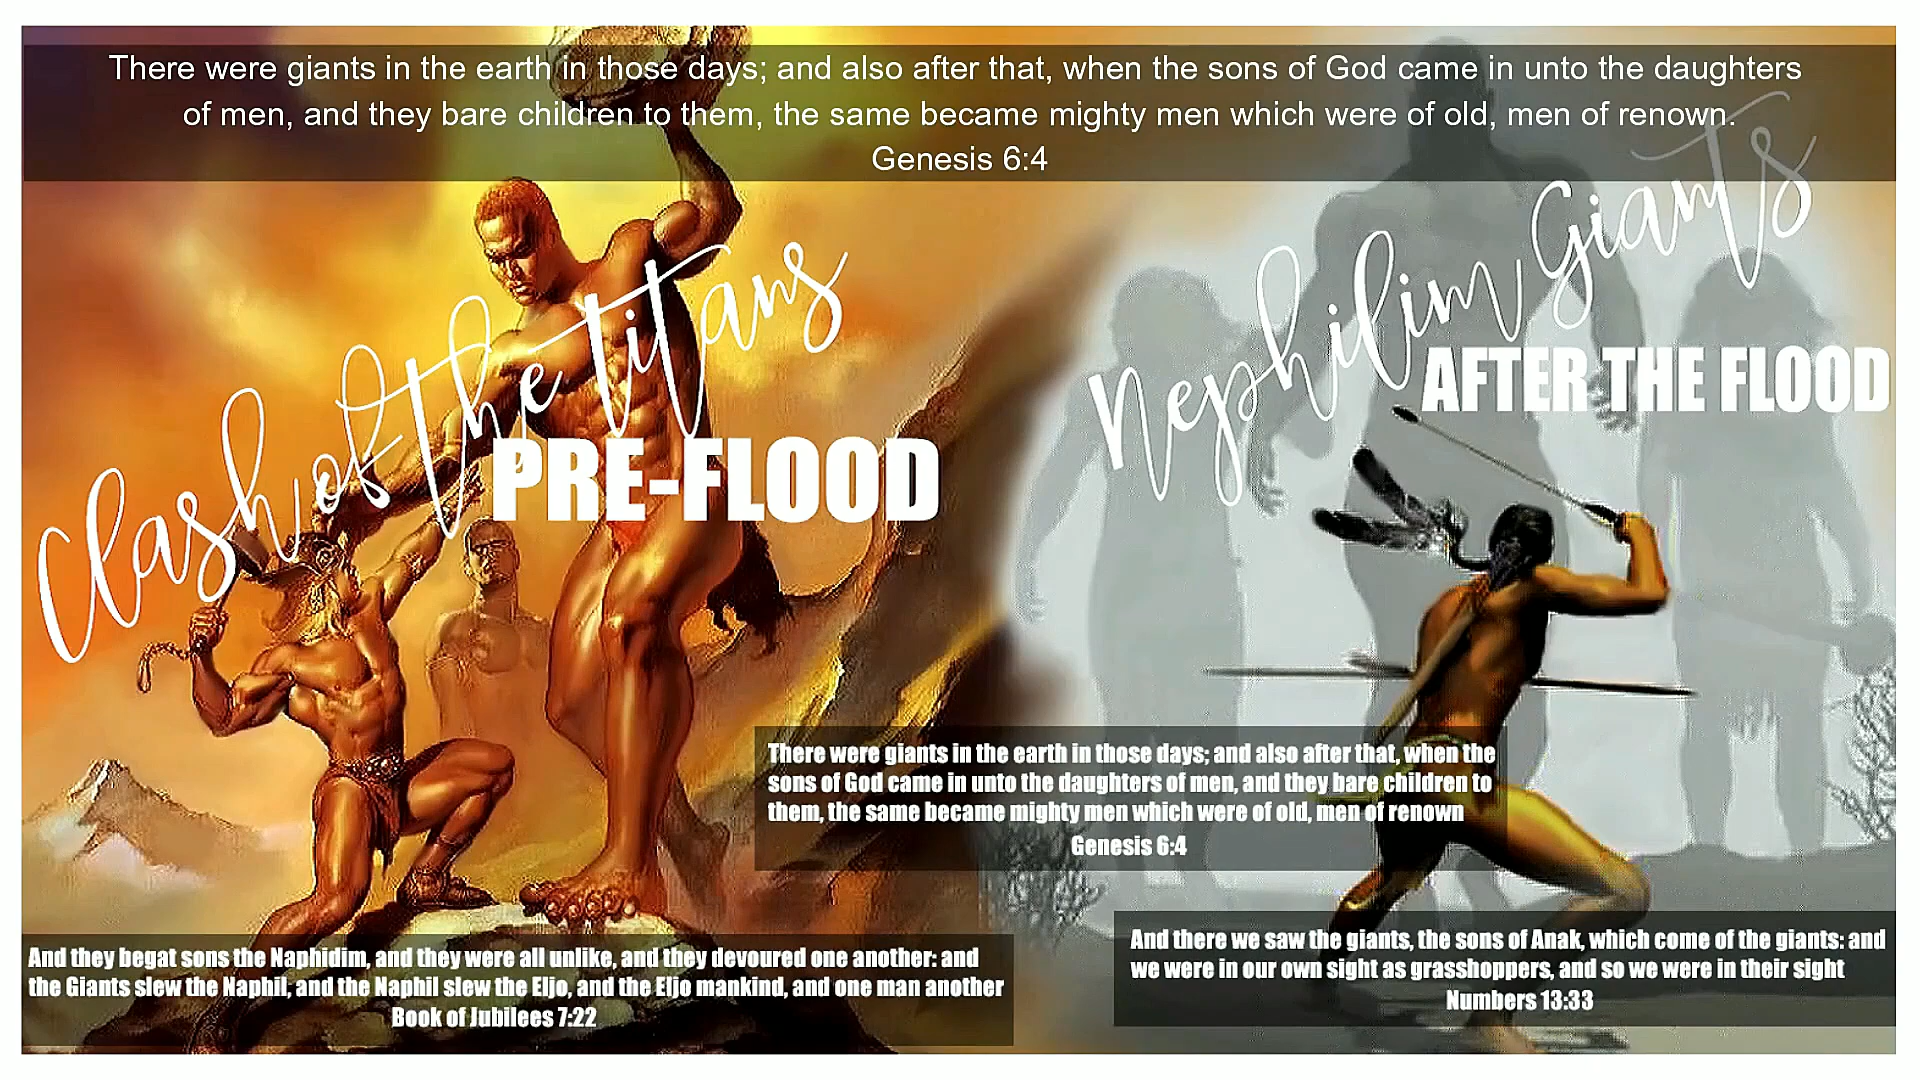 There were giants in the earth in those days; and also after that, when the sons of God came in unto the daughters
of men, and they bare children to them, the same became mighty men which were of old, men of renown.
Genesis 6:4
Clash of the titans
PRE-FLOOD
Nephilim Giants
AFTER THE FLOOD
There were giants in the earth in those days; and also after that, when the
sons of God came in unto the daughters of men, and they bare children to
them, the same became mighty men which were of old, men of renown
Genesis 6:4
And they begat sons the Naphidim, and they were all unlike, and they devoured one another: and
the Giants slew the Naphil, and the Naphil slew the Eljo, and the Eljo mankind, and one man another
Book of Jubilees 7:22
And there we saw the giants, the sons of Anak, which come of the giants: and
we were in our own sight as grasshoppers, and so we were in their sight
Numbers 13:33